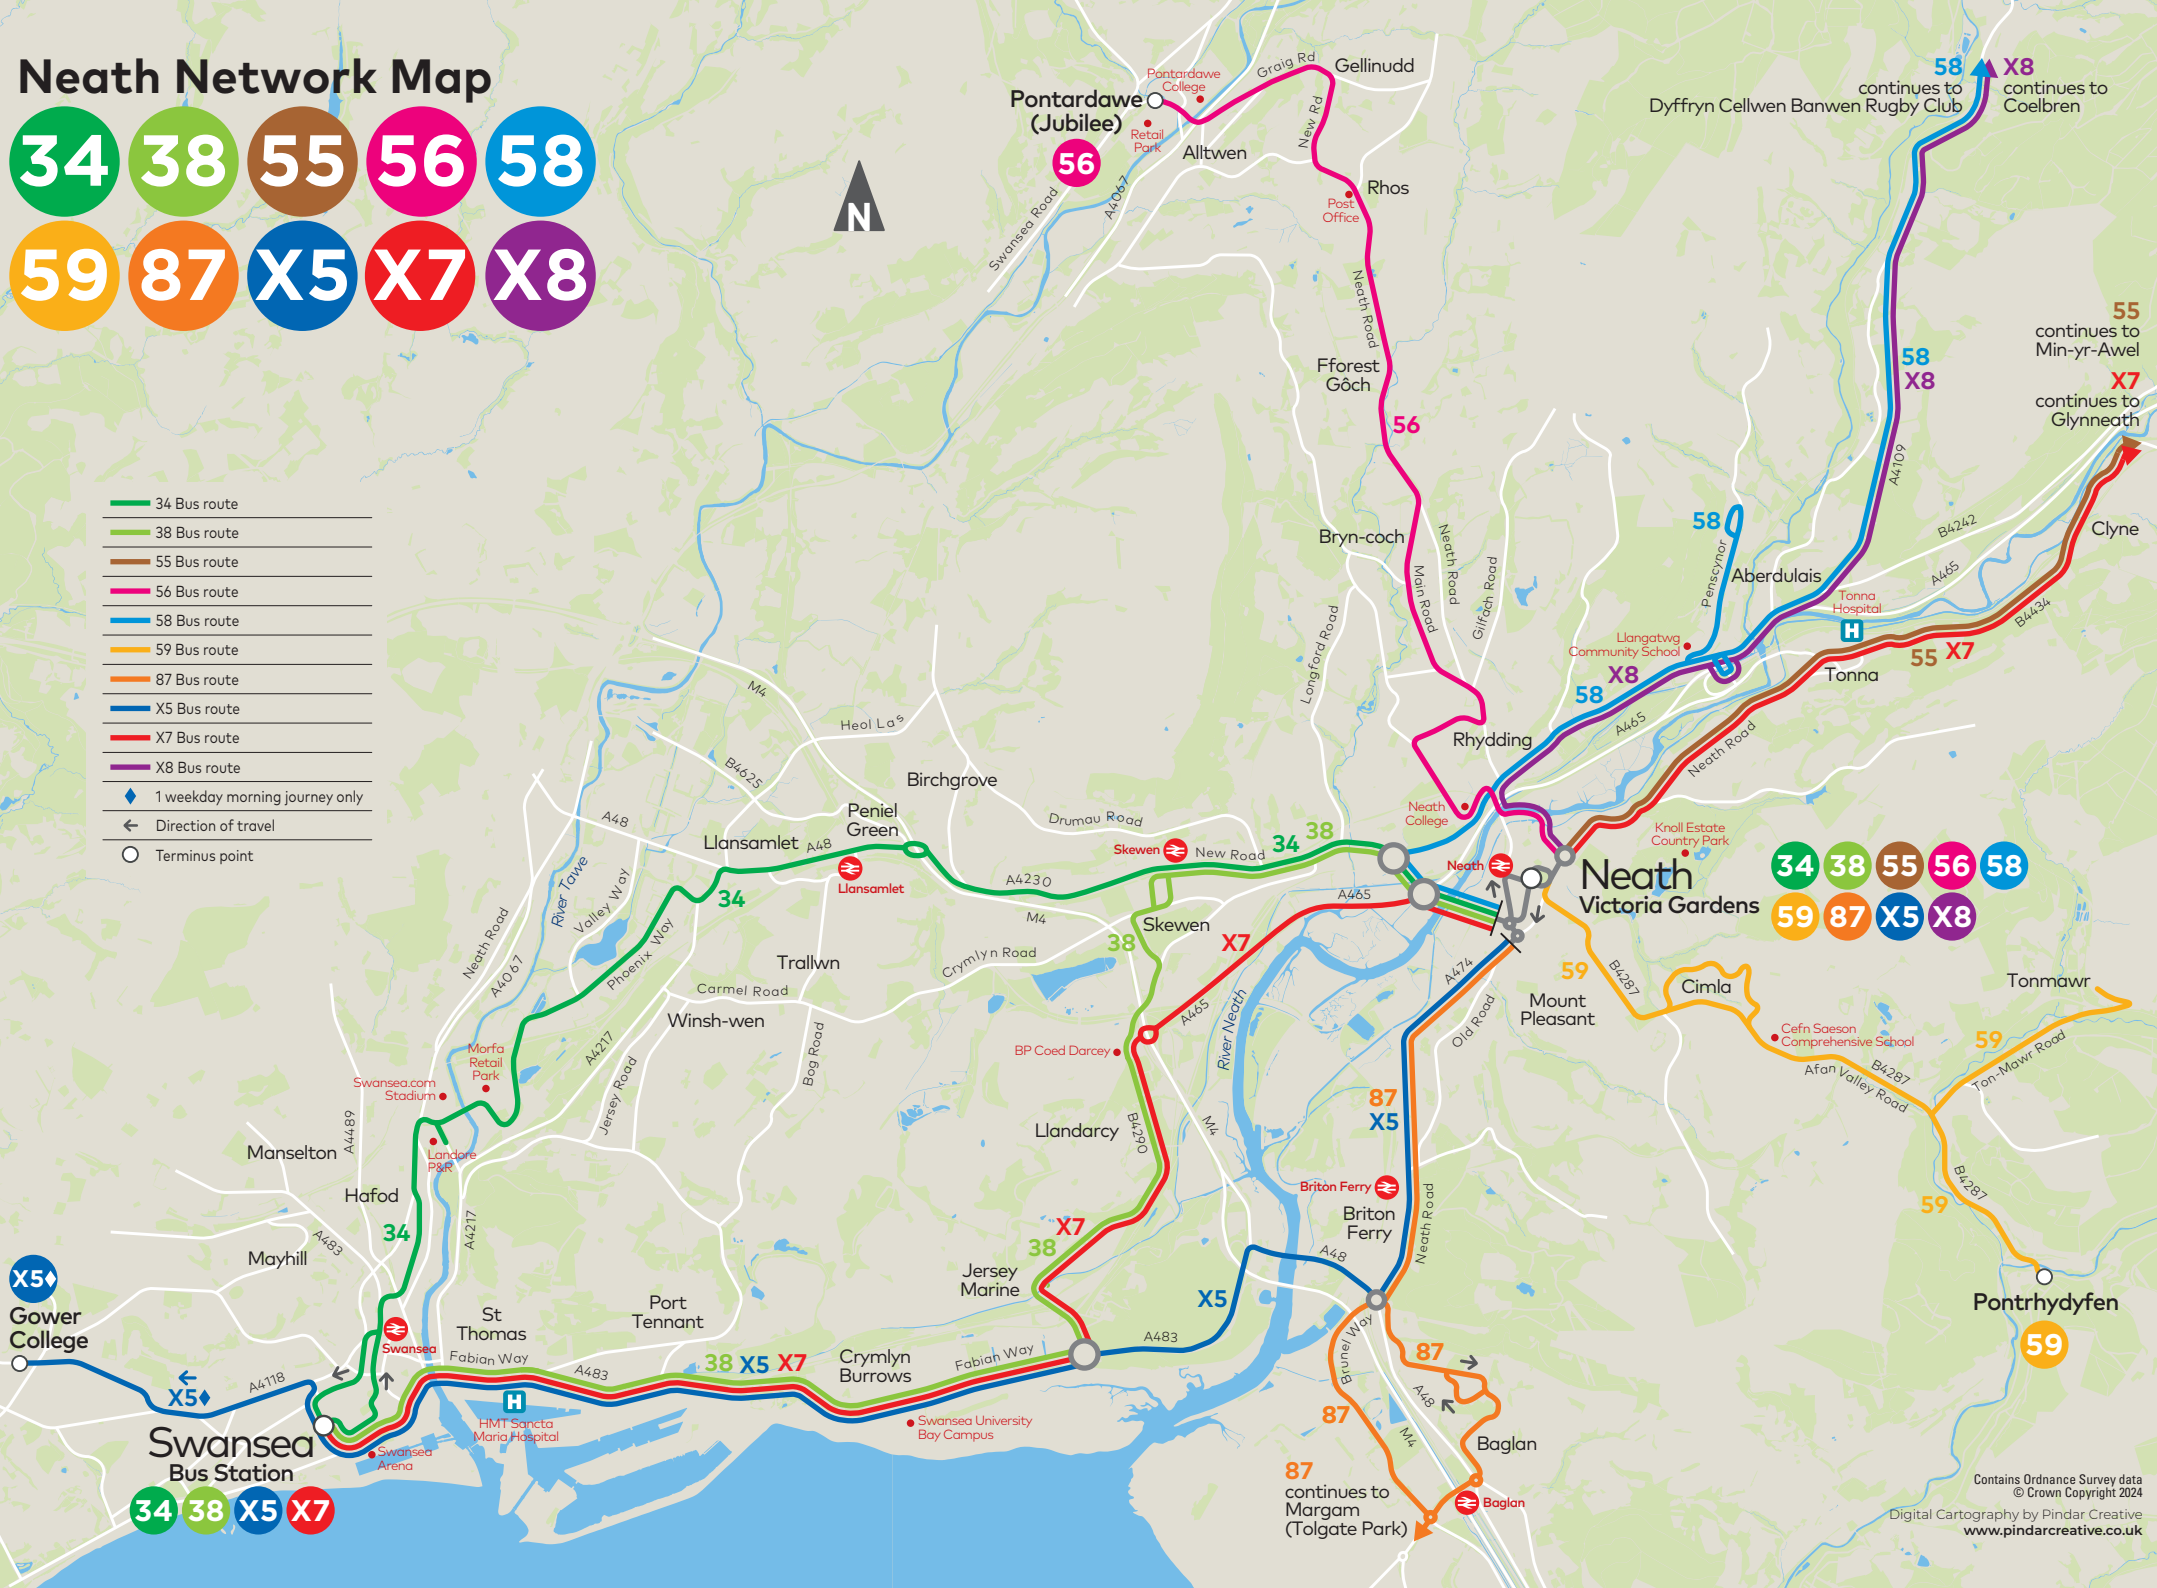 Neath Network Map
34 38 55 56 58
59 87 X5 X7 X8
34 Bus route
38 Bus route
55 Bus route
56 Bus route
58 Bus route
59 Bus route
87 Bus route
X5 Bus route
X7 Bus route
X8 Bus route
1 weekday morning journey only
Direction of travel
Terminus point
N
Pontardawe
(Jubilee)
56
Pontardawe
College
Retail
Park
Alltwen
Graig Rd
Gellinudd
New Rd
Swansea Road
A4067
Rhos
Post
Office
Neath Road
Fforest
Gôch
56
Bryn-coch
Main Road
Neath Road
Gilfach Road
Longford Road
Rhydding
Neath
College
58
continues to
Dyffryn Cellwen Banwen Rugby Club
X8
continues to
Coelbren
58
X8
A4109
55
continues to
Min-yr-Awel
X7
continues to
Glynneath
Clyne
B4242
A465
B4434
58
Penscynor
Aberdulais
Tonna
Hospital
H
Llangatwg
Community School
X8
58
A465
55 X7
Tonna
Neath Road
Knoll Estate
Country Park
Neath
Neath
Victoria Gardens
34 38 55 56 58
59 87 X5 X8
M4
Heol Las
B4625
Birchgrove
Peniel
Green
A48
Llansamlet
A48
Llansamlet
34
Drumau Road
Skewen
New Road
34
38
A4230
M4
Skewen
38
X7
A465
A465
Crymlyn Road
River Tawe
Valley Way
Neath Road
A4067
Phoenix Way
Trallwn
Carmel Road
Winsh-wen
A4217
Jersey Road
Bog Road
Morfa
Retail
Park
Swansea.com
Stadium
Landore
P&R
A4489
Manselton
Hafod
34
A4217
A483
Mayhill
BP Coed Darcey
Llandarcy
B4290
M4
River Neath
A474
Old Road
87
X5
Briton Ferry
Briton
Ferry
Neath Road
A48
X5
X7
38
Jersey
Marine
59
B4287
Mount
Pleasant
Cimla
Cefn Saeson
Comprehensive School
Afan Valley Road
B4287
Tonmawr
59
Ton-Mawr Road
59
B4287
Pontrhydyfen
59
X5
Gower
College
X5
A4118
Swansea
St
Thomas
Fabian Way
A483
Port
Tennant
38 X5 X7
Crymlyn
Burrows
Fabian Way
A483
H
HMT Sancta
Maria Hospital
Swansea University
Bay Campus
Swansea
Bus Station
34 38 X5 X7
Swansea
Arena
Brunel Way
87
A48
87
M4
Baglan
Baglan
87
continues to
Margam
(Tolgate Park)
Contains Ordnance Survey data
© Crown Copyright 2024
Digital Cartography by Pindar Creative
www.pindarcreative.co.uk